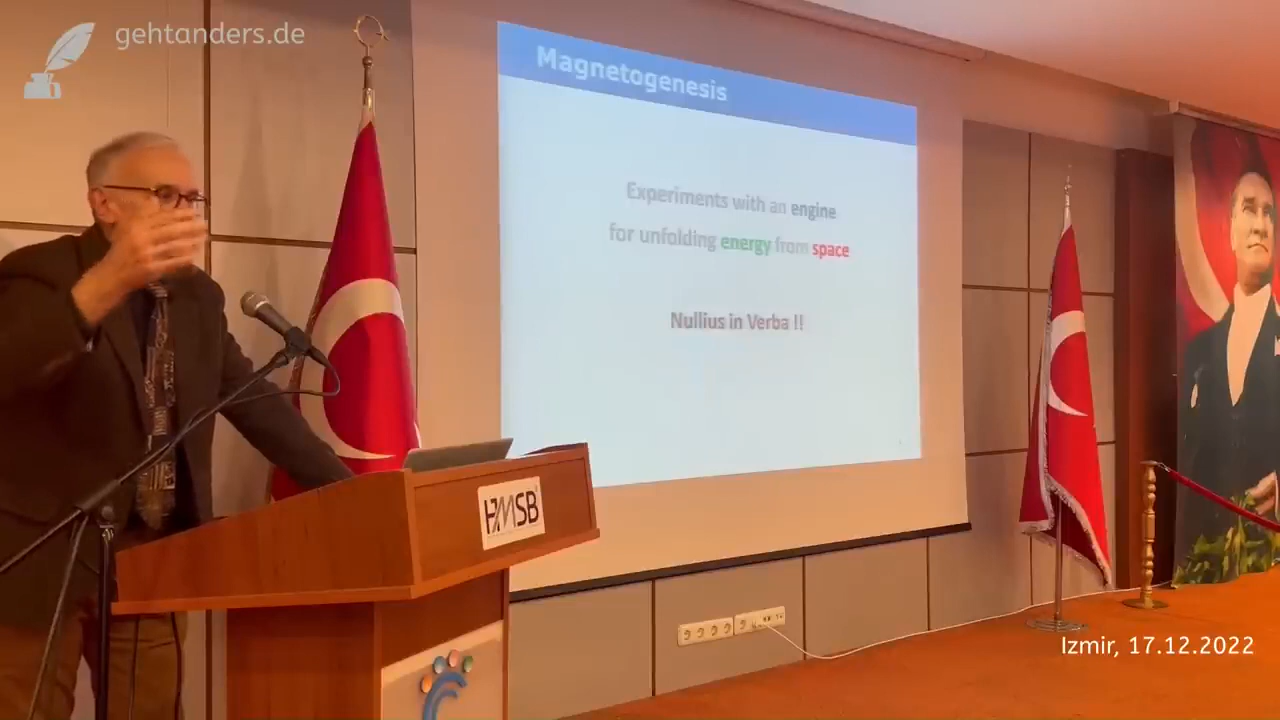 gehtanders.de
Magnetogenesis
Experiments with an engine
for unfolding energy from space
Nullius in Verba !!
HMSB
Izmir, 17.12.2022